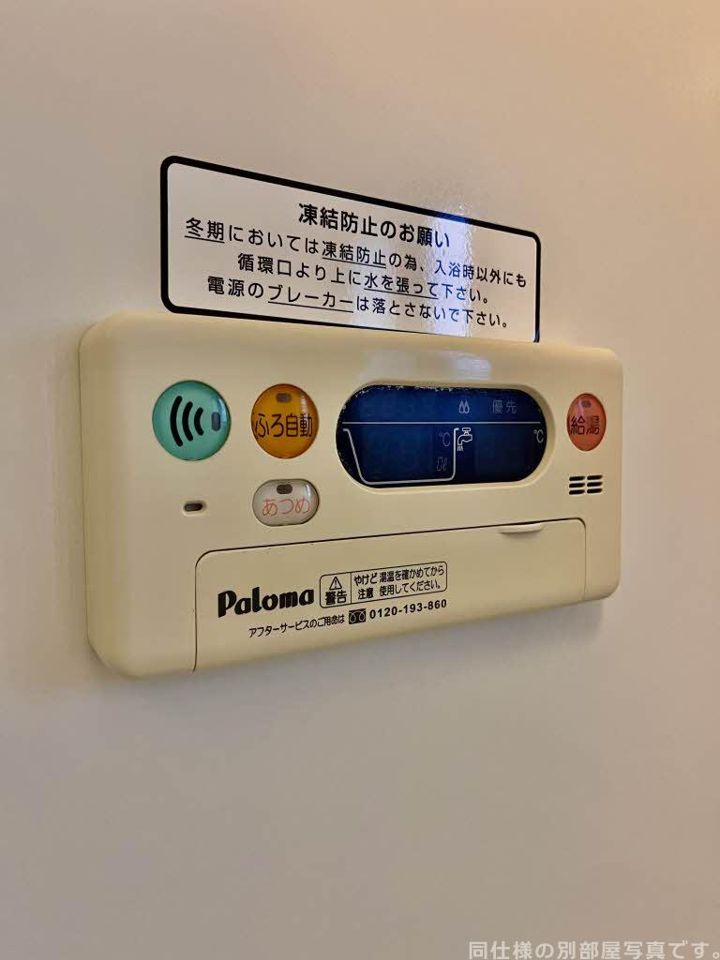 凍結防止のお願い
冬期においては凍結防止の為、入浴時以外にも
循環口より上に水を張って下さい。
電源のブレーカーは落とさないで下さい。
ふろ自動
優先
給湯
℃
℃
0ℓ
あつめ
Paloma
警告
やけど
注意
湯温を確かめてから
使用してください。
アフターサービスのご用命は 0120-193-860
同仕様の別部屋写真です。